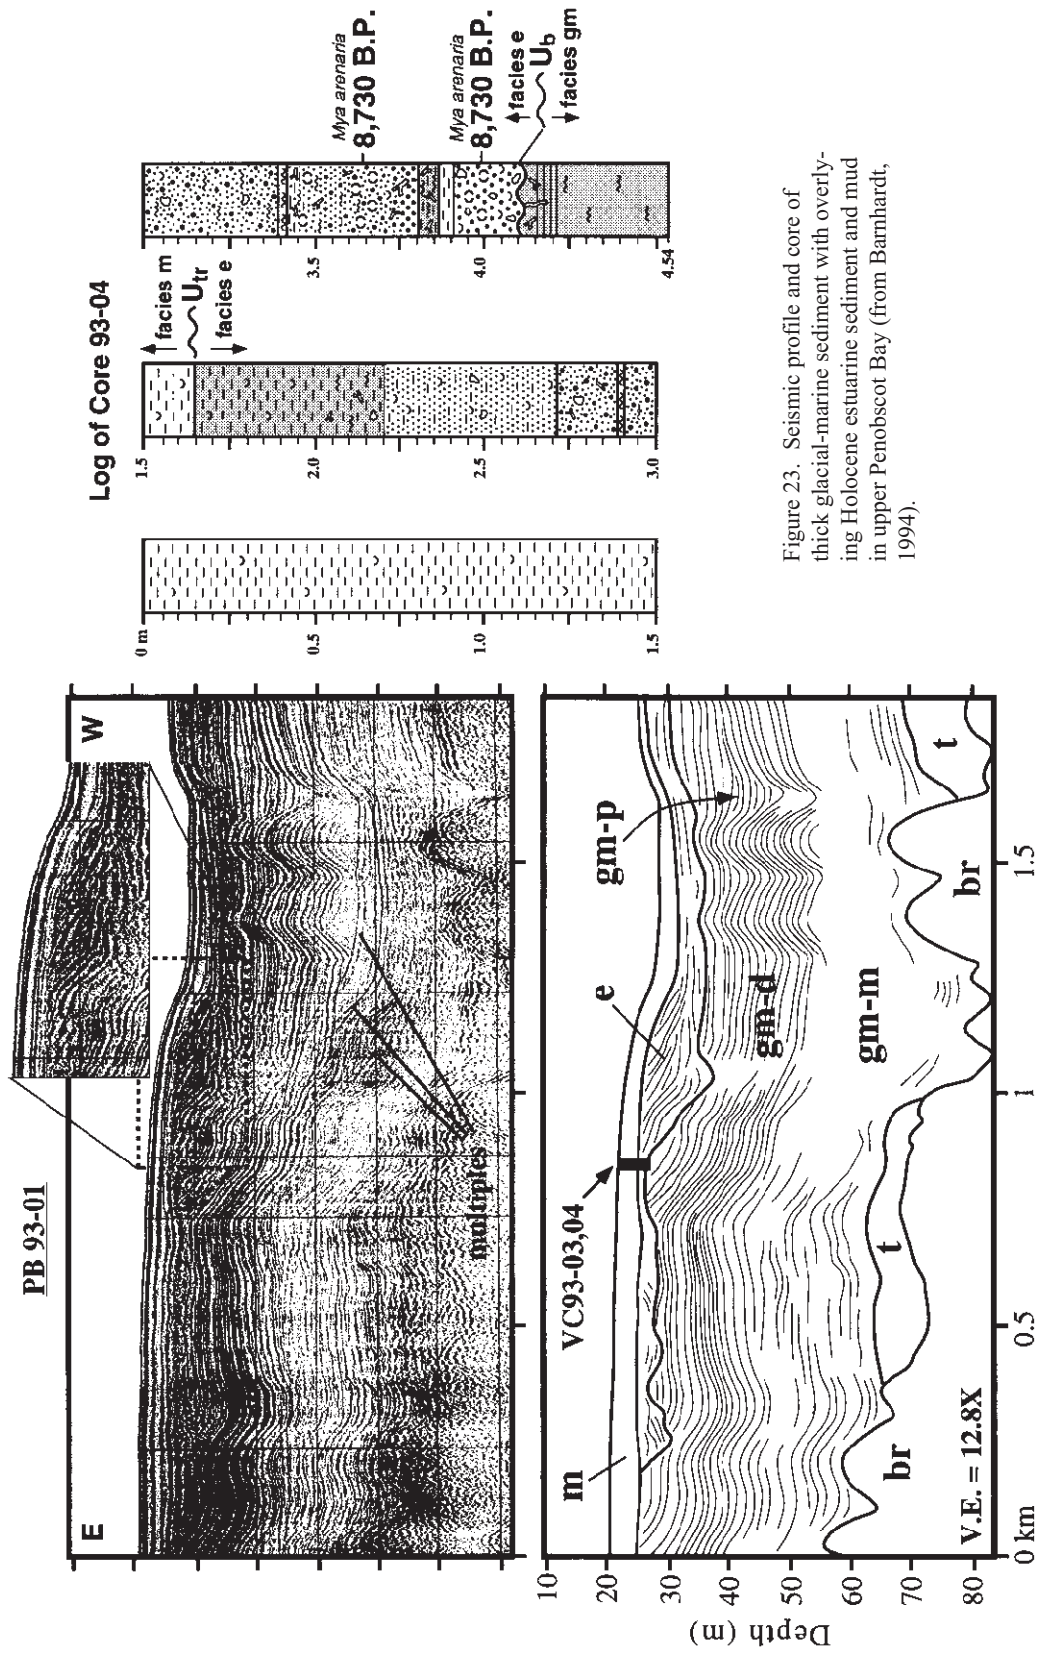 PB 93-01
E
W
multiples
m
VC93-03,04
e
gm-p
gm-d
gm-m
t
t
br
br
V.E. = 12.8X
10
20
30
40
50
60
70
80
Depth (m)
0 km
0.5
1
1.5
Log of Core 93-04
0 m
0.5
1.0
1.5
1.5
2.0
2.5
3.0
facies m
Utr
facies e
3.5
4.0
4.54
Mya arenaria
8,730 B.P.
Mya arenaria
8,730 B.P.
facies e
Ub
facies gm
Figure 23. Seismic profile and core of
thick glacial-marine sediment with overly-
ing Holocene estuarine sediment and mud
in upper Penobscot Bay (from Barnhardt,
1994).